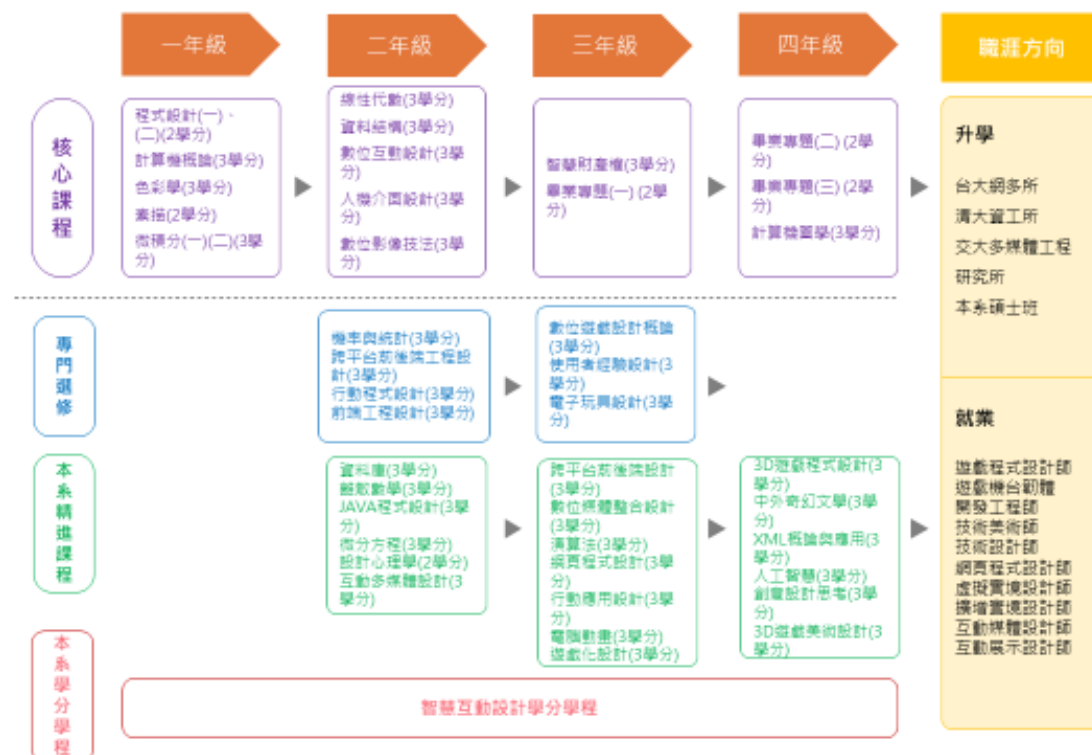 一年級
二年級
三年級
四年級
職涯方向
核心課程
程式設計(一)、
(二)(2學分)
計算機概論(3學分)
色彩學(3學分)
素描(2學分)
微積分(一)(二)(3學
分)
線性代數(3學分)
資料結構(3學分)
數位互動設計(3學
分)
人機介面設計(3學
分)
數位影像技法(3學
分)
智慧財產權(3學分)
畢業專題(一) (2學
分)
畢業專題(二) (2學
分)
畢業專題(三) (2學
分)
計算機圖學(3學分)
升學
台大網多所
清大資工所
交大多媒體工程
研究所
本系碩士班
專門選修
機率與統計(3學分)
跨平台前後端工程設
計(3學分)
行動程式設計(3學分)
前端工程設計(3學分)
數位遊戲設計概論
(3學分)
使用者經驗設計(3
學分)
電子玩具設計(3學
分)
本系精進課程
資料庫(3學分)
離散數學(3學分)
JAVA程式設計(3學
分)
微分方程(3學分)
設計心理學(2學分)
互動多媒體設計(3
學分)
跨平台前後端設計
(3學分)
數位媒體整合設計
(3學分)
演算法(3學分)
網頁程式設計(3學
分)
行動應用設計(3學
分)
電腦動畫(3學分)
遊戲化設計(3學分)
3D遊戲程式設計(3
學分)
中外奇幻文學(3學
分)
XML概論與應用(3
學分)
人工智慧(3學分)
創意設計思考(3學
分)
3D遊戲美術設計(3
學分)
就業
遊戲程式設計師
遊戲機台韌體
開發工程師
技術美術師
技術設計師
網頁程式設計師
虛擬實境設計師
擴增實境設計師
互動媒體設計師
互動展示設計師
本系學分學程
智慧互動設計學分學程